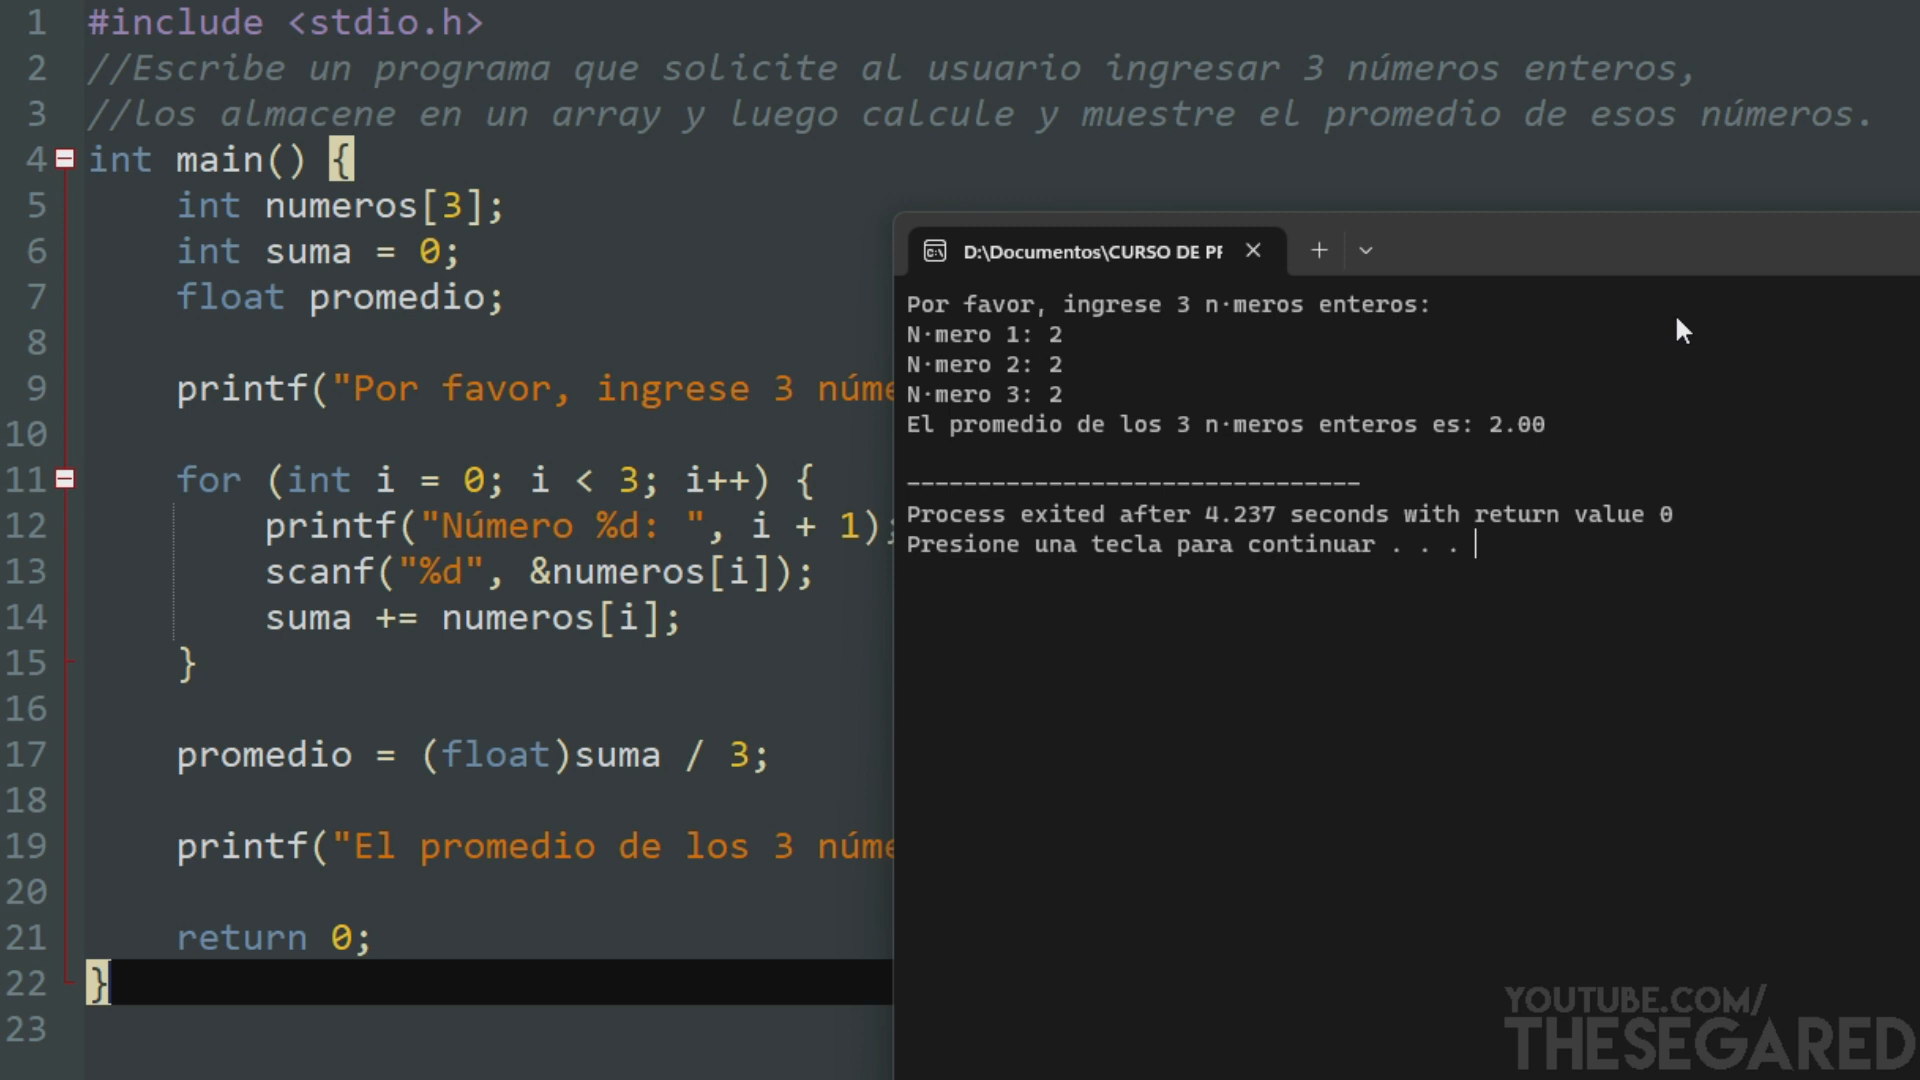 1 #include <stdio.h>
2 //Escribe un programa que solicite al usuario ingresar 3 números enteros,
3 //los almacene en un array y luego calcule y muestre el promedio de esos números.
4 int main() {
5 int numeros[3];
6 int suma = 0;
7 float promedio;
8
9 printf("Por favor, ingrese 3 núme
10
11 for (int i = 0; i < 3; i++) {
12 printf("Número %d: ", i + 1);
13 scanf("%d", &numeros[i]);
14 suma += numeros[i];
15 }
16
17 promedio = (float)suma / 3;
18
19 printf("El promedio de los 3 núme
20
21 return 0;
22 }
23
D:\Documentos\CURSO DE PF
Por favor, ingrese 3 n·meros enteros:
N·mero 1: 2
N·mero 2: 2
N·mero 3: 2
El promedio de los 3 n·meros enteros es: 2.00
--------------------------------
Process exited after 4.237 seconds with return value 0
Presione una tecla para continuar . . .
YOUTUBE.COM/
THESEGARED